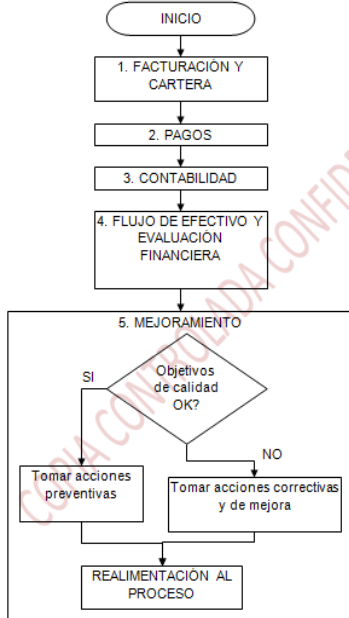 INICIO
1. FACTURACIÓN Y
CARTERA
2. PAGOS
3. CONTABILIDAD
4. FLUJO DE EFECTIVO Y
EVALUACIÓN
FINANCIERA
5. MEJORAMIENTO
Objetivos
de calidad
OK?
SI
NO
Tomar acciones
preventivas
Tomar acciones correctivas
y de mejora
REALIMENTACIÓN AL
PROCESO
COPIA CONTROLADA CONFIDE